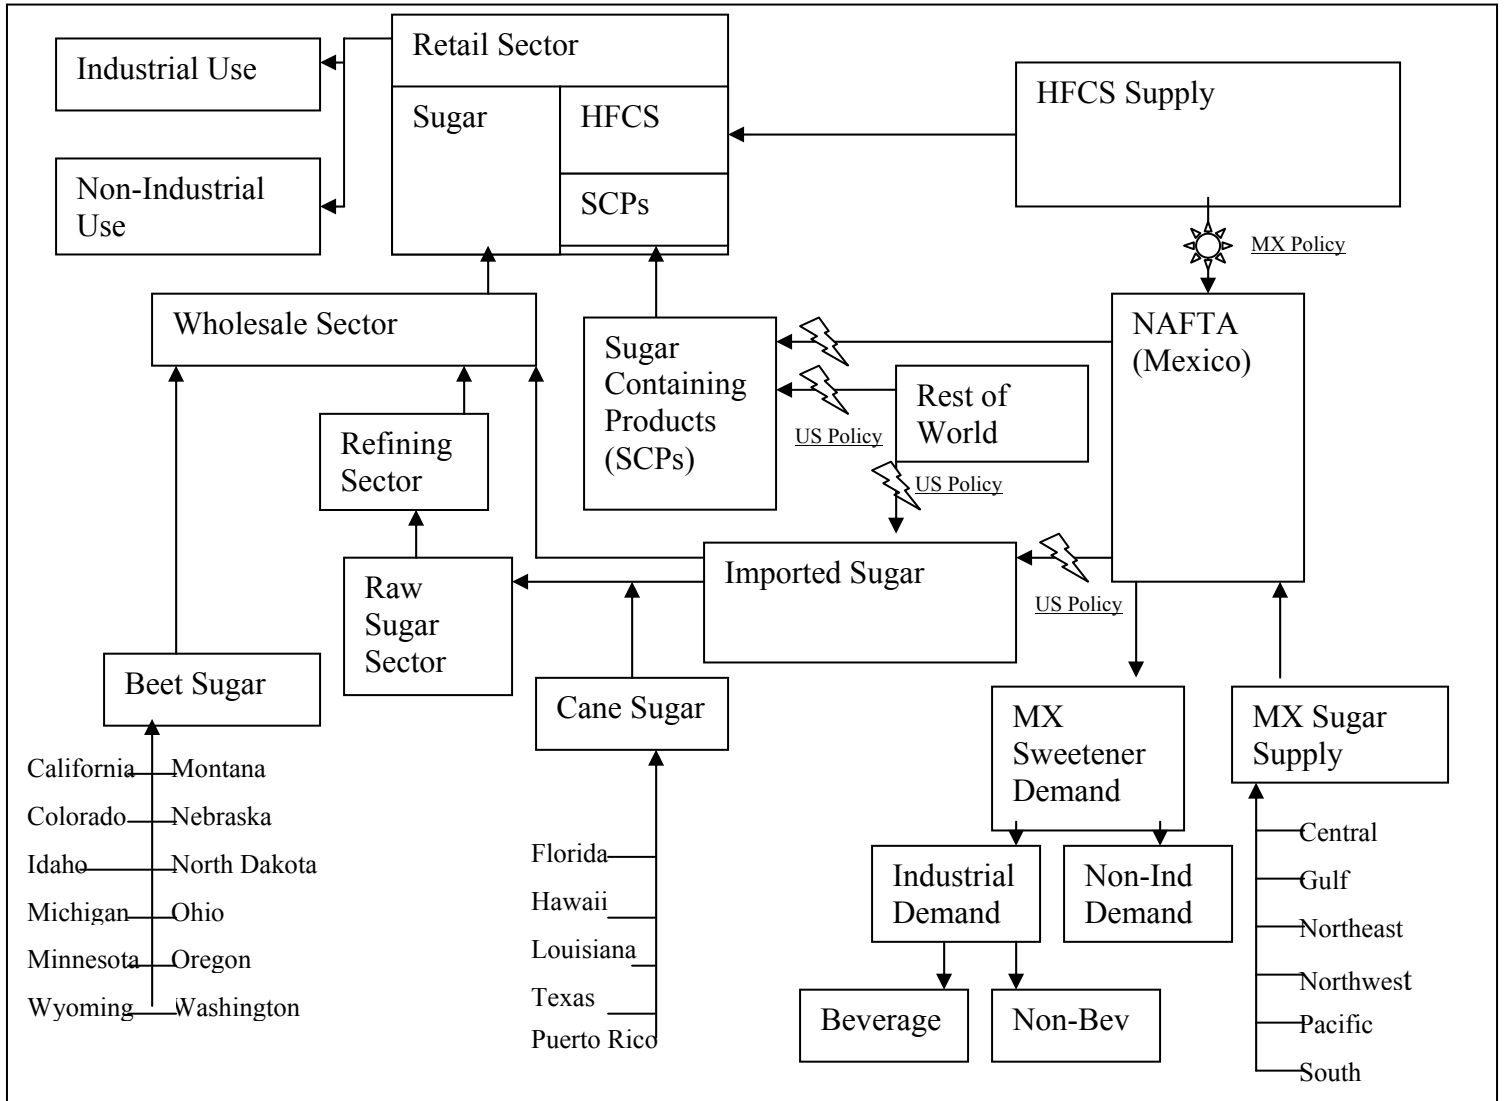 Retail Sector
Industrial Use
Sugar
HFCS
SCPs
HFCS Supply
Non-Industrial
Use
MX Policy
Wholesale Sector
Sugar
Containing
Products
(SCPs)
NAFTA
(Mexico)
Rest of
World
US Policy
US Policy
Refining
Sector
Imported Sugar
US Policy
Raw
Sugar
Sector
Beet Sugar
Cane Sugar
MX
Sweetener
Demand
MX Sugar
Supply
California
Montana
Colorado
Nebraska
Idaho
North Dakota
Michigan
Ohio
Minnesota
Oregon
Wyoming
Washington
Florida
Hawaii
Louisiana
Texas
Puerto Rico
Industrial
Demand
Non-Ind
Demand
Beverage
Non-Bev
Central
Gulf
Northeast
Northwest
Pacific
South